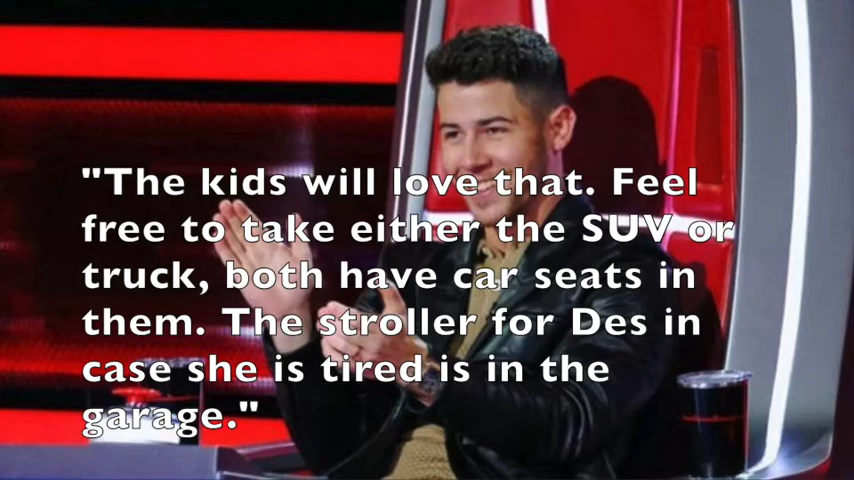 "The kids will love that. Feel
free to take either the SUV or
truck, both have car seats in
them. The stroller for Des in
case she is tired is in the
garage."